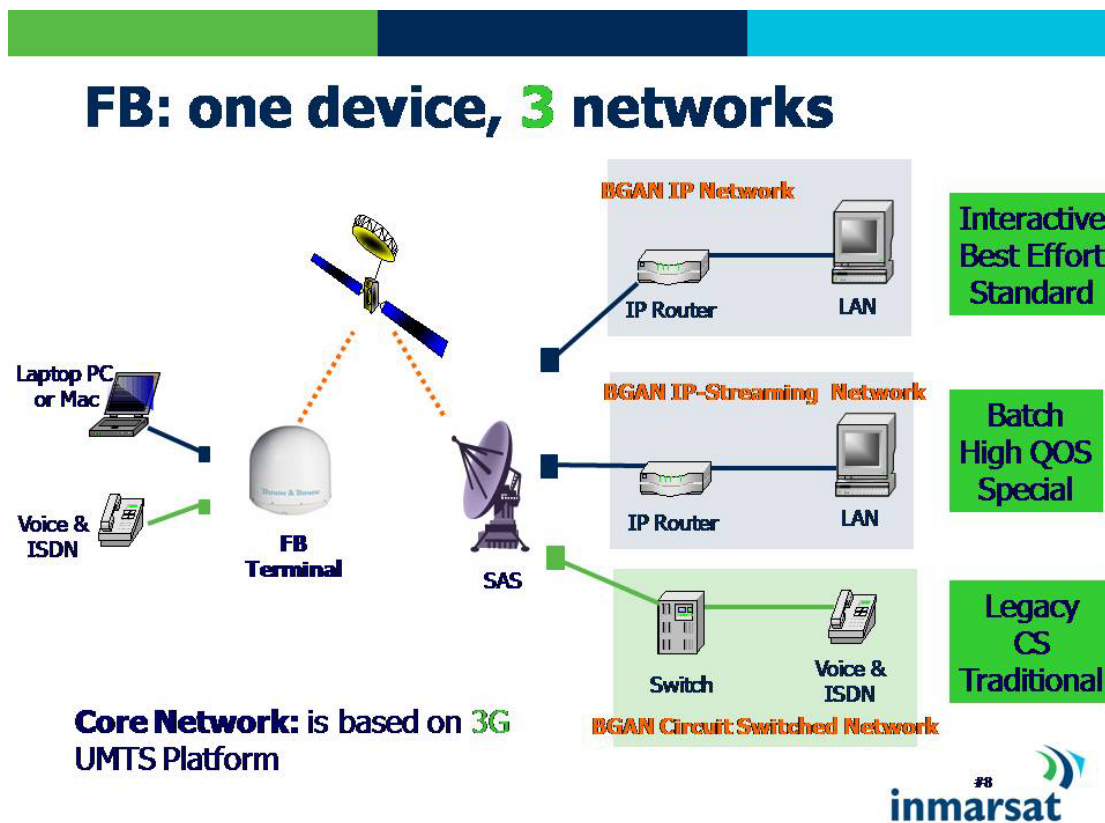 FB: one device, 3 networks
BGAN IP Network
IP Router
LAN
Interactive
Best Effort
Standard
Laptop PC
or Mac
Voice &
ISDN
Thrane & Thrane
FB
Terminal
SAS
BGAN IP-Streaming Network
IP Router
LAN
Batch
High QOS
Special
Switch
Voice &
ISDN
BGAN Circuit Switched Network
Legacy
CS
Traditional
Core Network: is based on 3G
UMTS Platform
#8
inmarsat